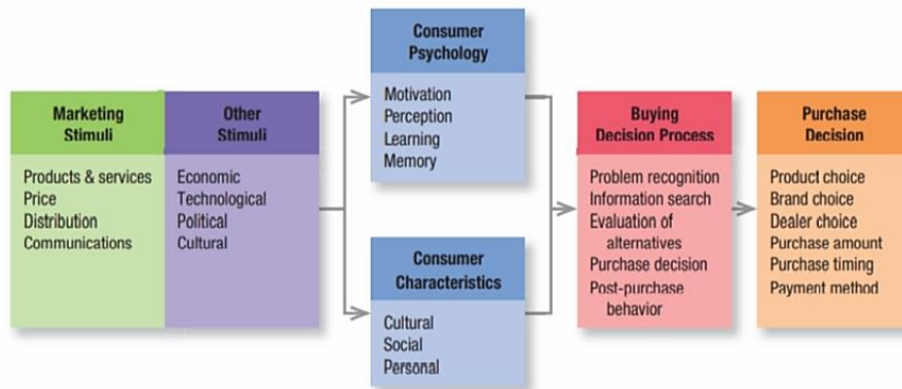 Marketing
Stimuli
Products & services
Price
Distribution
Communications
Other
Stimuli
Economic
Technological
Political
Cultural
Consumer
Psychology
Motivation
Perception
Learning
Memory
Consumer
Characteristics
Cultural
Social
Personal
Buying
Decision Process
Problem recognition
Information search
Evaluation of
alternatives
Purchase decision
Post-purchase
behavior
Purchase
Decision
Product choice
Brand choice
Dealer choice
Purchase amount
Purchase timing
Payment method